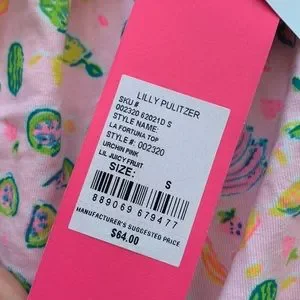 LILLY PULITZER
SKU #
002320 62021D S
STYLE NAME:
LA FORTUNA TOP
STYLE #: 002320
URCHIN PINK
LIL JUICY FRUIT
SIZE: S
889069 679477
MANUFACTURER'S SUGGESTED PRICE
$64.00